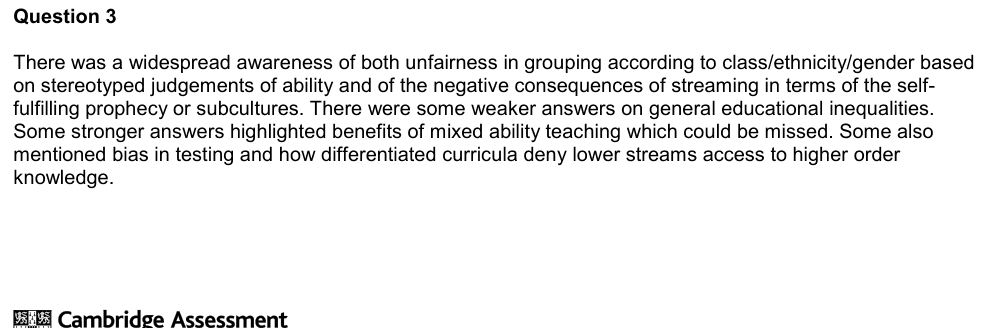 Question 3
There was a widespread awareness of both unfairness in grouping according to class/ethnicity/gender based
on stereotyped judgements of ability and of the negative consequences of streaming in terms of the self-
fulfilling prophecy or subcultures. There were some weaker answers on general educational inequalities.
Some stronger answers highlighted benefits of mixed ability teaching which could be missed. Some also
mentioned bias in testing and how differentiated curricula deny lower streams access to higher order
knowledge.
Cambridge Assessment